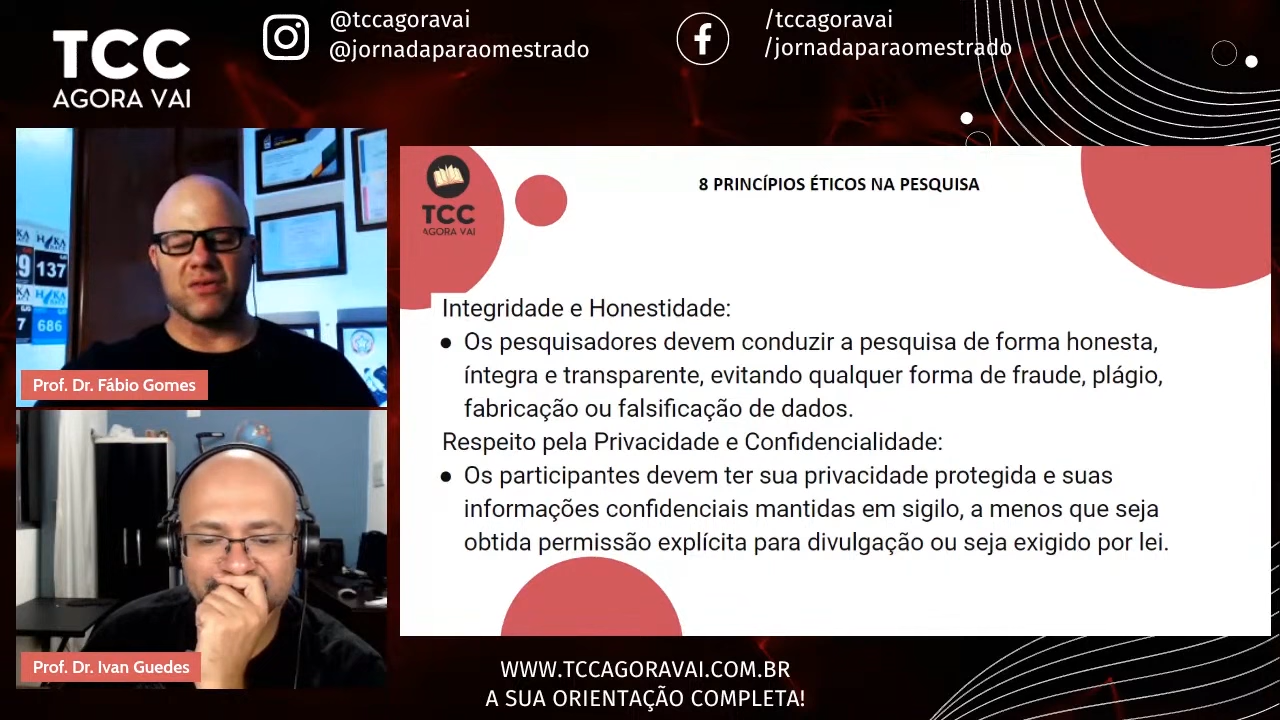 TCC
AGORA VAI
@tccagoravai
@jornadaparaomestrado
/tccagoravai
/jornadaparaomestrado
9
137
7
686
Prof. Dr. Fábio Gomes
Prof. Dr. Ivan Guedes
TCC
AGORA VAI
8 PRINCÍPIOS ÉTICOS NA PESQUISA
Integridade e Honestidade:
● Os pesquisadores devem conduzir a pesquisa de forma honesta,
íntegra e transparente, evitando qualquer forma de fraude, plágio,
fabricação ou falsificação de dados.
Respeito pela Privacidade e Confidencialidade:
● Os participantes devem ter sua privacidade protegida e suas
informações confidenciais mantidas em sigilo, a menos que seja
obtida permissão explícita para divulgação ou seja exigido por lei.
WWW.TCCAGORAVAI.COM.BR
A SUA ORIENTAÇÃO COMPLETA!